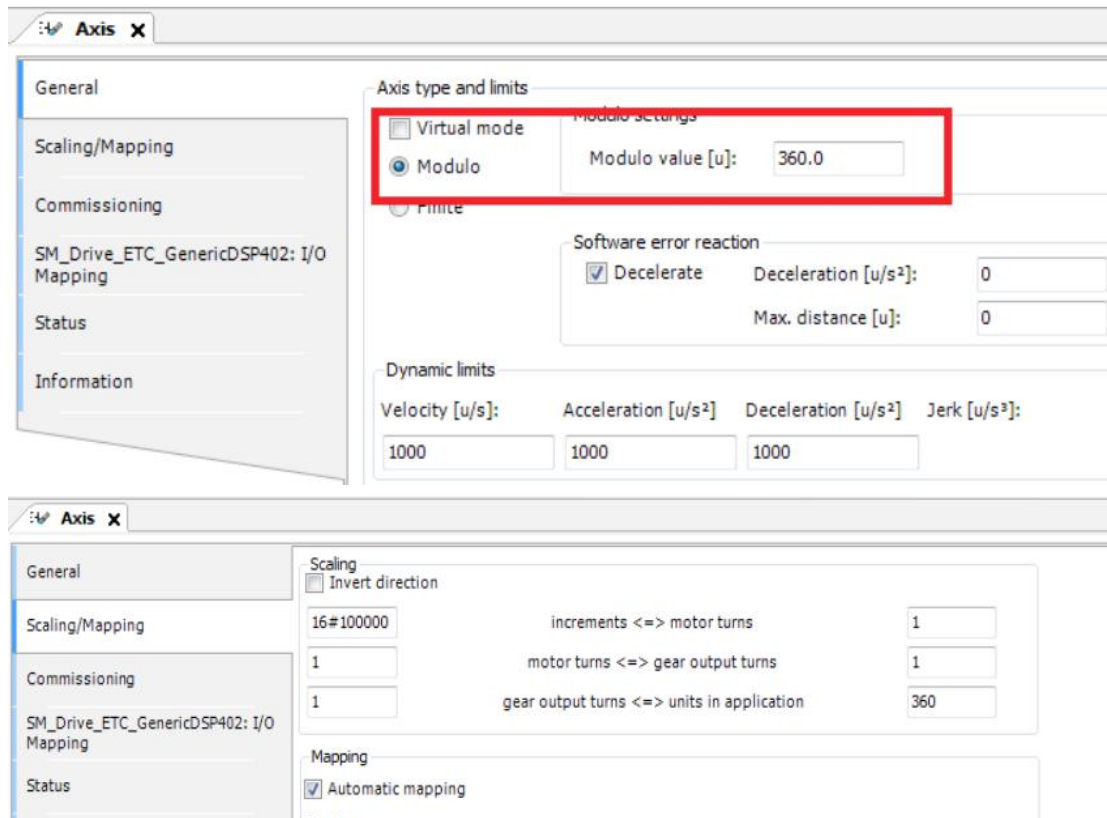 Axis X
General
Axis type and limits
Virtual mode
Modulo settings
Scaling/Mapping
Modulo value [u]: 360.0
Modulo
Commissioning
Finite
SM_Drive_ETC_GenericDSP402: I/O
Mapping
Software error reaction
Decelerate Deceleration [u/s²]: 0
Status
Max. distance [u]: 0
Information
Dynamic limits
Velocity [u/s]: Acceleration [u/s²] Deceleration [u/s²] Jerk [u/s³]:
1000 1000 1000
Axis X
General
Scaling
Invert direction
Scaling/Mapping
16#100000 increments <=> motor turns 1
1 motor turns <=> gear output turns 1
Commissioning
1 gear output turns <=> units in application 360
SM_Drive_ETC_GenericDSP402: I/O
Mapping
Mapping
Status
Automatic mapping